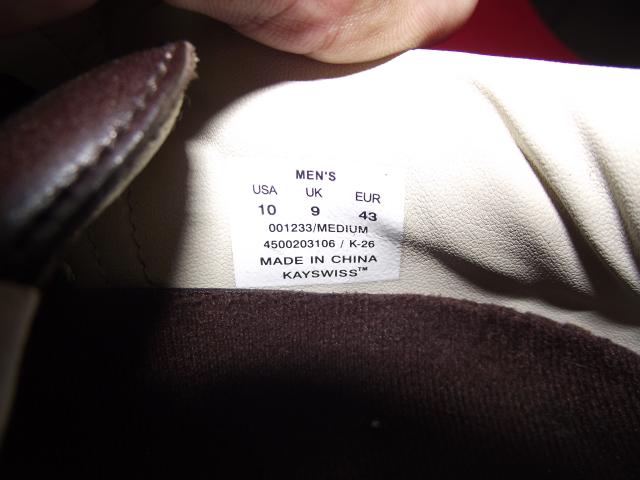 MEN'S
USA UK EUR
10 9 43
001233/MEDIUM
4500203106 / K-26
MADE IN CHINA
KAYSWISS™